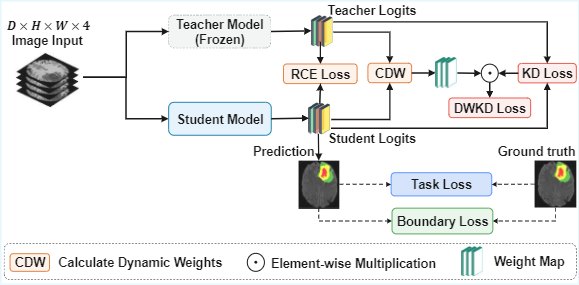 D × H × W × 4
Image Input
Teacher Model
(Frozen)
Teacher Logits
RCE Loss
CDW
KD Loss
DWKD Loss
Student Model
Student Logits
Prediction
Ground truth
Task Loss
Boundary Loss
CDW
Calculate Dynamic Weights
Element-wise Multiplication
Weight Map